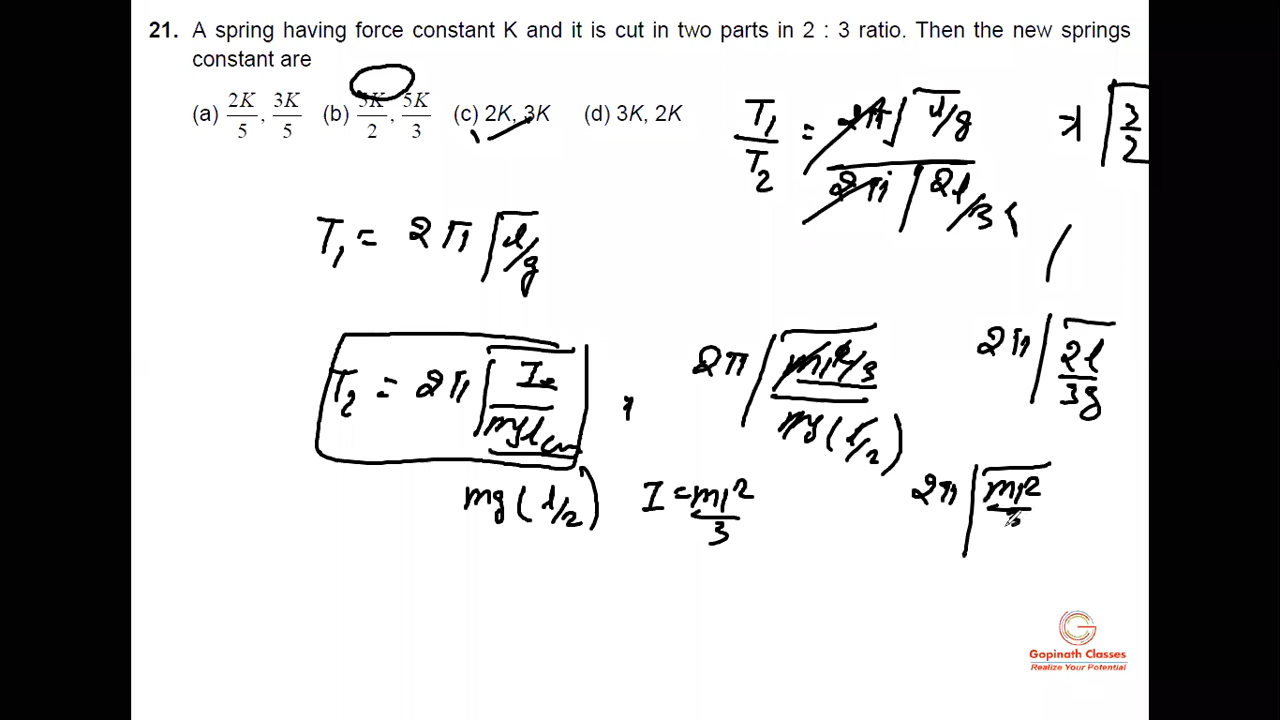 21. A spring having force constant K and it is cut in two parts in 2 : 3 ratio. Then the new springs
constant are
(a) 2K/5, 3K/5 (b) 5K/2, 5K/3 (c) 2K, 3K (d) 3K, 2K
T₁/T₂ = 2π√(l/g) / 2π√(2l/3g) ⇒ √(3/2)
T₁ = 2π√(l/g)
T₂ = 2π√(I/mglcm)
2π√((ml²/3)/(mg(l/2)))
2π√(2l/3g)
mg(l/2)
I = ml²/3
2π√(ml²/3)
Gopinath Classes
Realize Your Potential